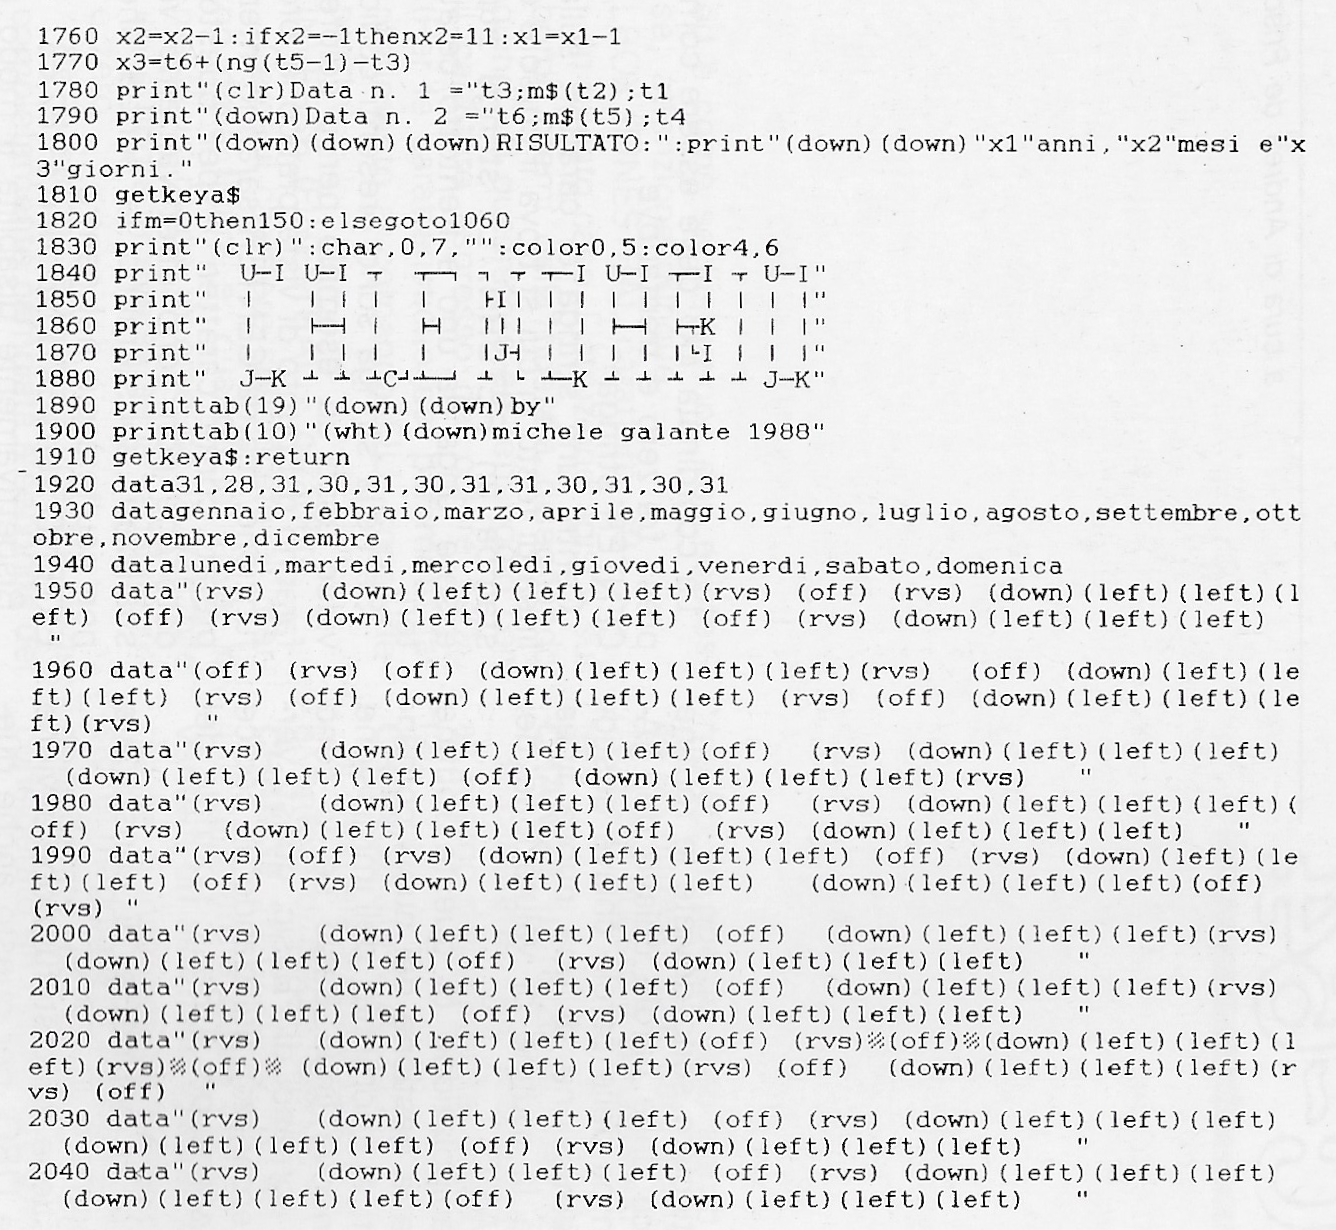 1760 x2=x2-1:ifx2=-1thenx2=11:x1=x1-1
1770 x3=t6+(ng(t5-1)-t3)
1780 print"(clr)Data n. 1 ="t3;m$(t2);t1
1790 print"(down)Data n. 2 ="t6;m$(t5);t4
1800 print"(down)(down)(down)RISULTATO:":print"(down)(down)"x1"anni,"x2"mesi e"x
3"giorni."
1810 getkeya$
1820 ifm=0then150:elsegoto1060
1830 print"(clr)":char,0,7,"":color0,5:color4,6
1840 print"  U─I U─I ┬  ┬─┐ ┐ ┬ ┬─I U─I ┬─I ┬ U─I"
1850 print"  |   | | |  |   ├I| | | | | | | | | |"
1860 print"  |   ├─┤ |  ┤   ||| | | ├─┤ ├┬K | | |"
1870 print"  |   | | |  |   |J┤ | | | | |└I | | |"
1880 print"  J─K ┴ ┴ ┴C┘┴─┘ ┴ └ ┴─K ┴ ┴ ┴ ┴ ┴ J─K"
1890 printtab(19)"(down)(down)by"
1900 printtab(10)"(wht)(down)michele galante 1988"
1910 getkeya$:return
1920 data31,28,31,30,31,30,31,31,30,31,30,31
1930 datagennaio,febbraio,marzo,aprile,maggio,giugno,luglio,agosto,settembre,ott
obre,novembre,dicembre
1940 datalunedi,martedi,mercoledi,giovedi,venerdi,sabato,domenica
1950 data"(rvs)   (down)(left)(left)(left)(rvs) (off) (rvs) (down)(left)(left)(l
eft) (off) (rvs) (down)(left)(left)(left) (off) (rvs) (down)(left)(left)(left)
 "
1960 data"(off) (rvs) (off) (down)(left)(left)(left)(rvs)  (off) (down)(left)(le
ft)(left) (rvs) (off) (down)(left)(left)(left) (rvs) (off) (down)(left)(left)(le
ft)(rvs)   "
1970 data"(rvs)   (down)(left)(left)(left)(off)  (rvs) (down)(left)(left)(left)
  (down)(left)(left)(left) (off)  (down)(left)(left)(left)(rvs)   "
1980 data"(rvs)   (down)(left)(left)(left)(off)  (rvs) (down)(left)(left)(left)(
off) (rvs)  (down)(left)(left)(left)(off)  (rvs) (down)(left)(left)(left)   "
1990 data"(rvs) (off) (rvs) (down)(left)(left)(left) (off) (rvs) (down)(left)(le
ft)(left) (off) (rvs) (down)(left)(left)(left)   (down)(left)(left)(left)(off)
(rvs) "
2000 data"(rvs)   (down)(left)(left)(left) (off)  (down)(left)(left)(left)(rvs)
  (down)(left)(left)(left)(off)  (rvs) (down)(left)(left)(left)   "
2010 data"(rvs)   (down)(left)(left)(left) (off)  (down)(left)(left)(left)(rvs)
  (down)(left)(left)(left) (off) (rvs) (down)(left)(left)(left)   "
2020 data"(rvs)   (down)(left)(left)(left)(off) (rvs)▒(off)▒(down)(left)(left)(l
eft)(rvs)▒(off)▒ (down)(left)(left)(left)(rvs) (off)  (down)(left)(left)(left)(r
vs) (off)  "
2030 data"(rvs)   (down)(left)(left)(left) (off) (rvs) (down)(left)(left)(left)
  (down)(left)(left)(left) (off) (rvs) (down)(left)(left)(left)   "
2040 data"(rvs)   (down)(left)(left)(left) (off) (rvs) (down)(left)(left)(left)
  (down)(left)(left)(left)(off)  (rvs) (down)(left)(left)(left)   "